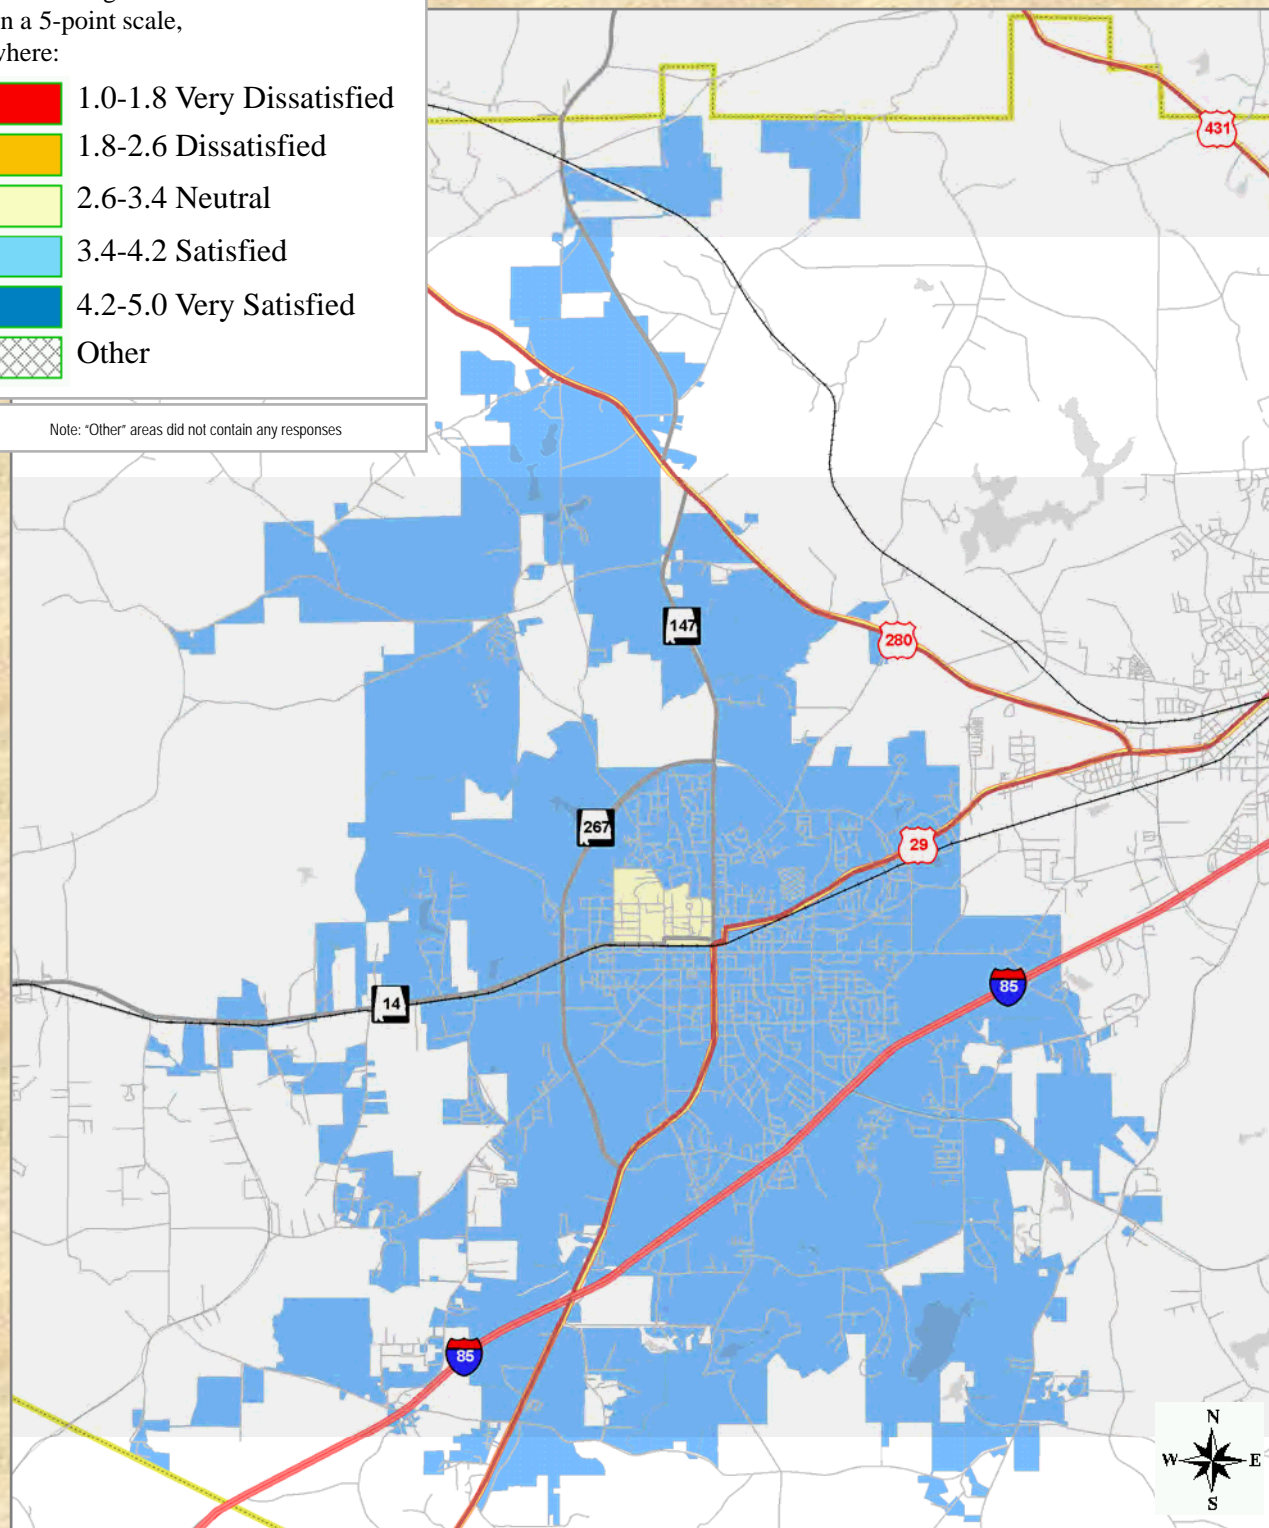 n a 5-point scale,
where:
1.0-1.8 Very Dissatisfied
1.8-2.6 Dissatisfied
2.6-3.4 Neutral
3.4-4.2 Satisfied
4.2-5.0 Very Satisfied
Other
Note: "Other" areas did not contain any responses
431
147
280
267
29
85
14
85
N
W E
S